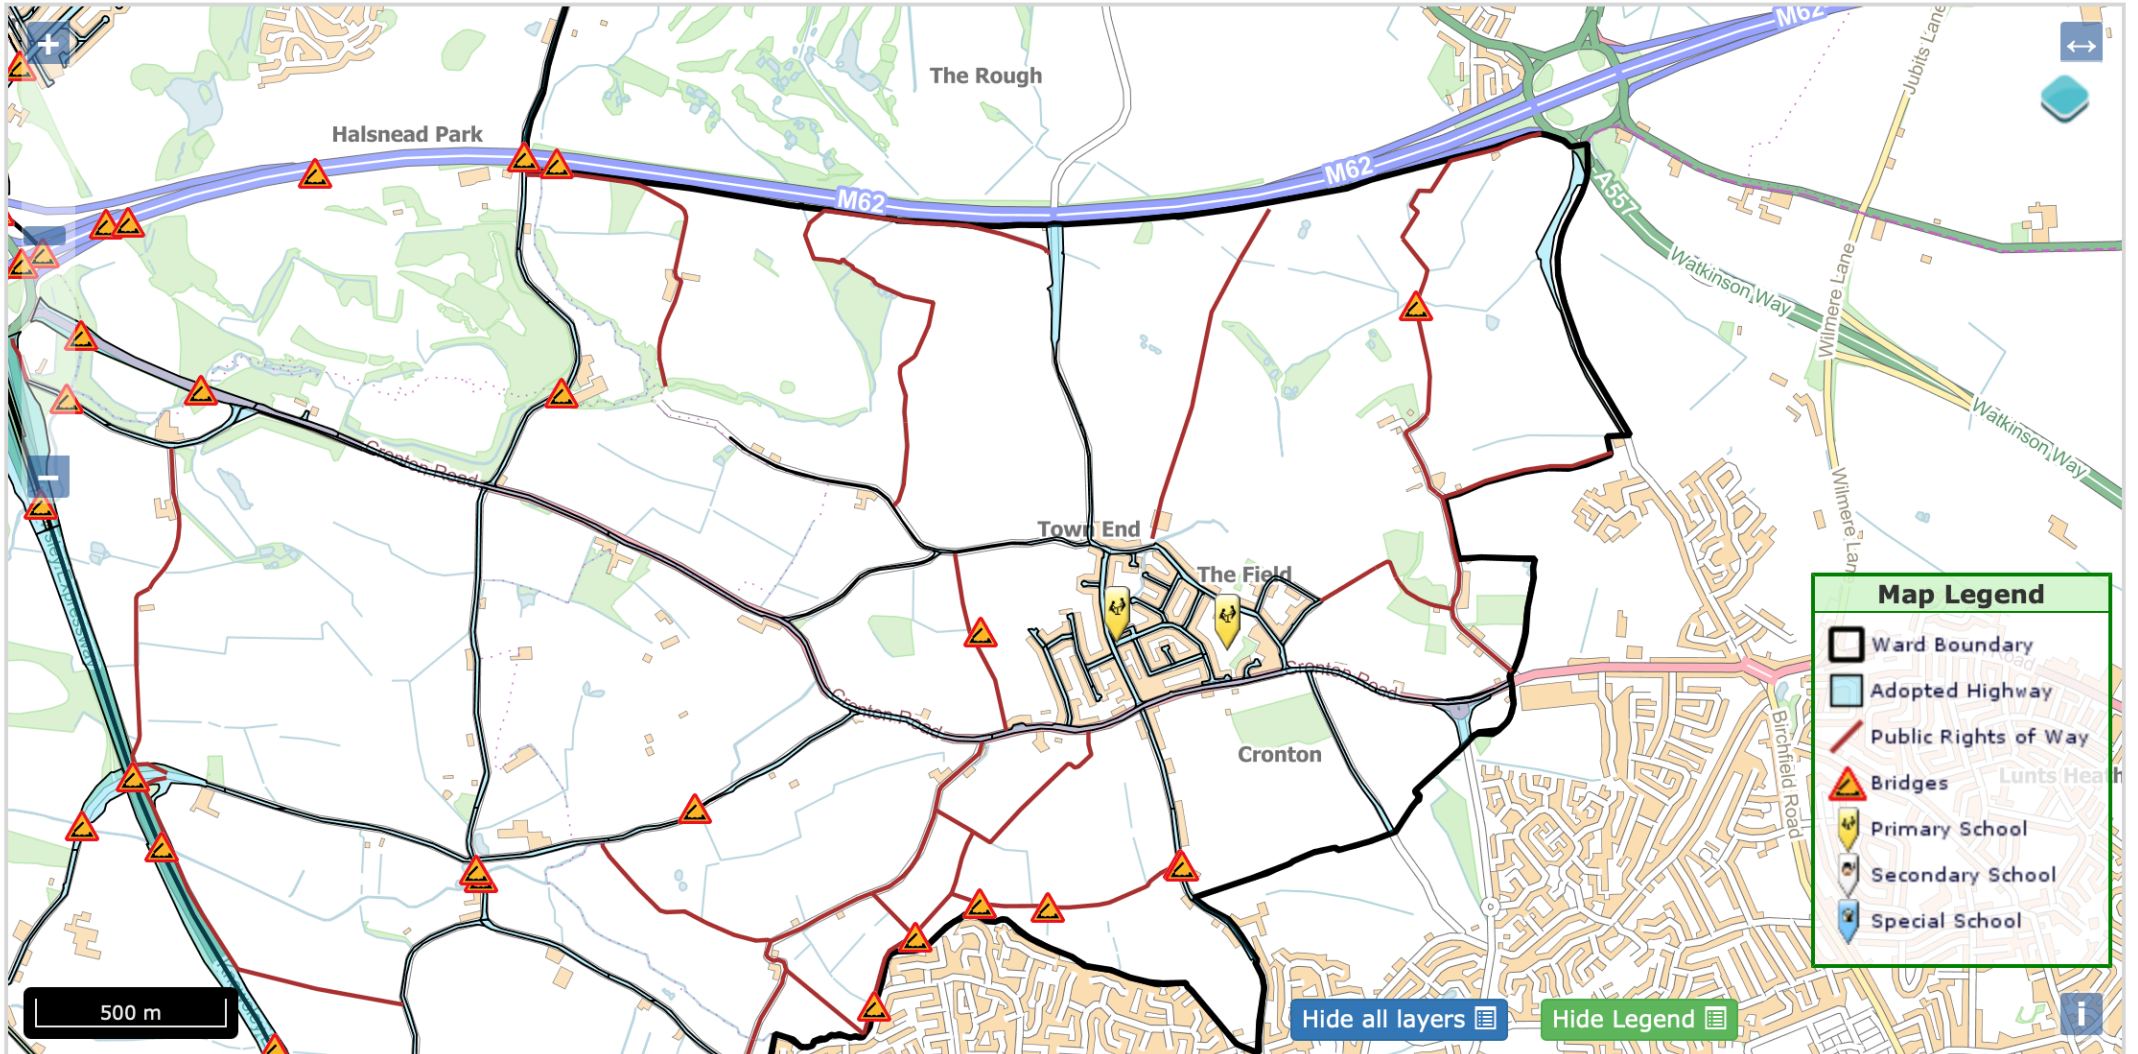 +
M62
↔
Jubits Lane
The Rough
Halsnead Park
M62
M62
A557
Watkinson Way
Wilmere Lane
Watkinson Way
Cronton Road
−
Wilmere La
Town End
The Field
Cronton Road
Cronton Road
Cronton
Birchfield Road
Lunts Heath
Map Legend
Ward Boundary
Adopted Highway
Public Rights of Way
Bridges
Primary School
Secondary School
Special School
500 m
Hide all layers
Hide Legend
i